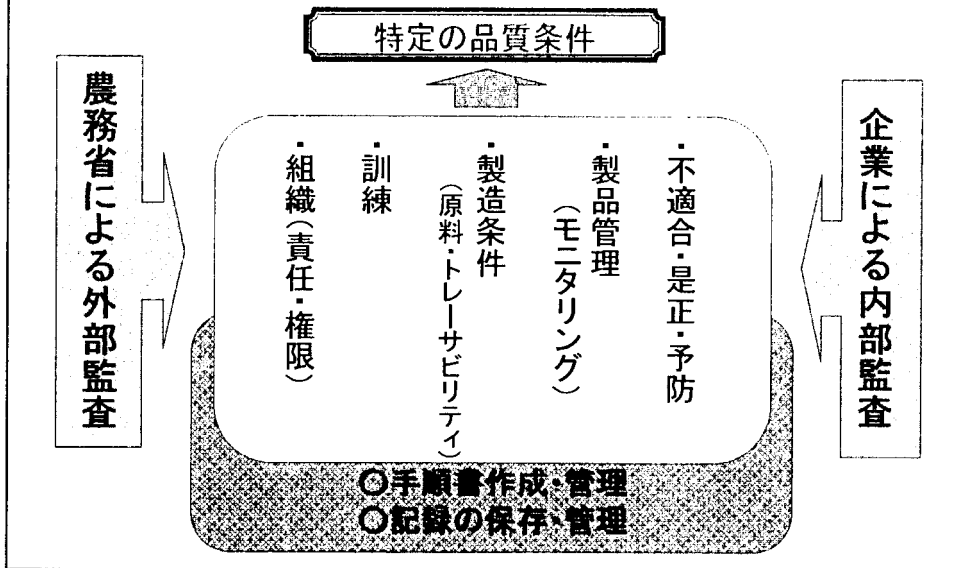 特定の品質条件
農務省による外部監査
・組織(責任・権限)
・訓練
・製造条件
(原料・トレーサビリティ)
・製品管理
(モニタリング)
・不適合・是正・予防
企業による内部監査
○手順書作成・管理
○記録の保存・管理